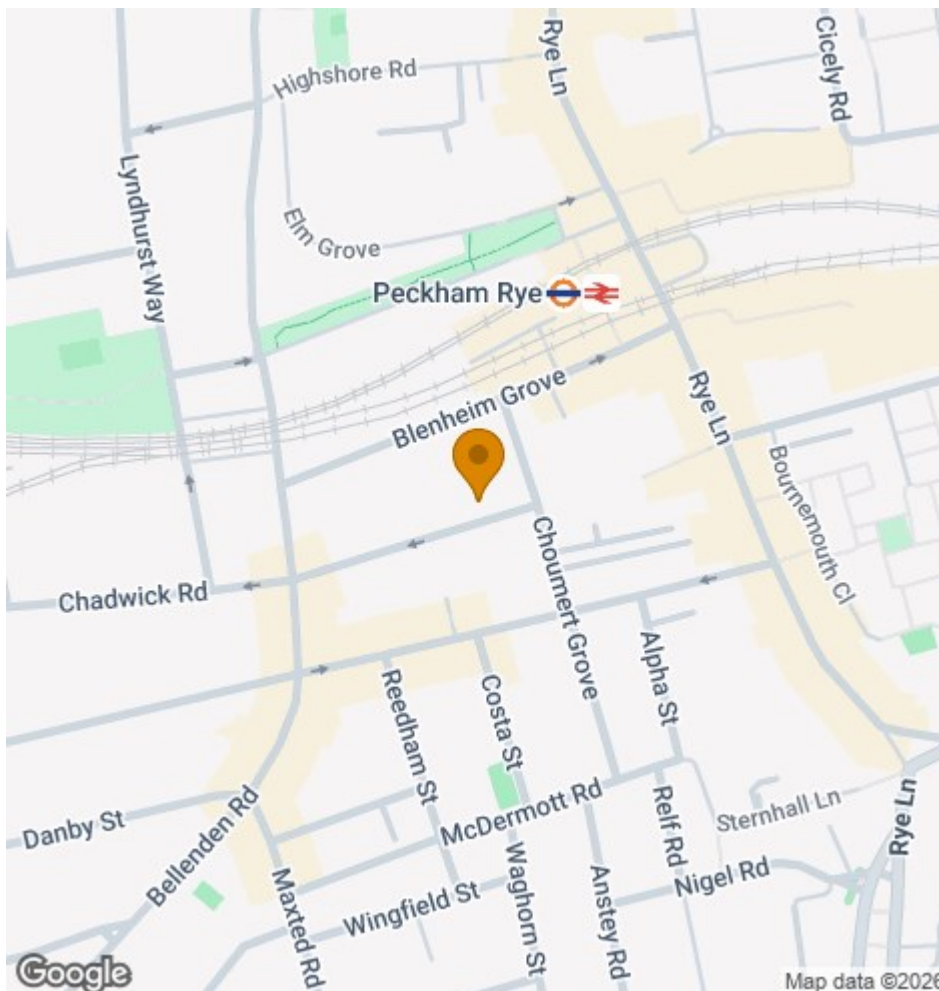 Highshore Rd
Rye Ln
Cicely Rd
Lyndhurst Way
Elm Grove
Peckham Rye
Blenheim Grove
Rye Ln
Bournemouth Cl
Chadwick Rd
Choumert Grove
Alpha St
Reedham St
Costa St
McDermott Rd
Danby St
Bellenden Rd
Maxted Rd
Wingfield St
Waghorn St
Anstey Rd
Relf Rd
Sternhall Ln
Nigel Rd
Rye Ln
Google
Map data ©2026